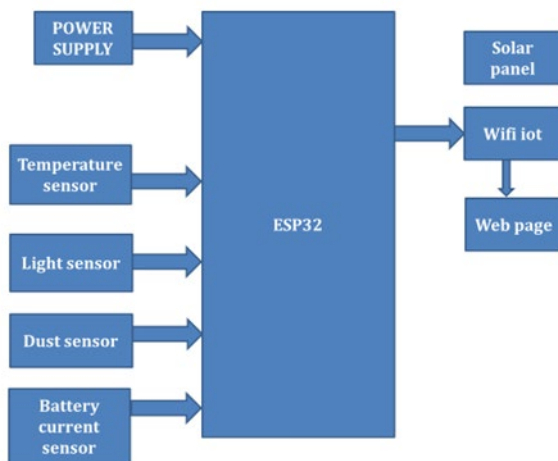 POWER
SUPPLY
Temperature
sensor
Light sensor
Dust sensor
Battery
current
sensor
ESP32
Solar
panel
Wifi iot
Web page